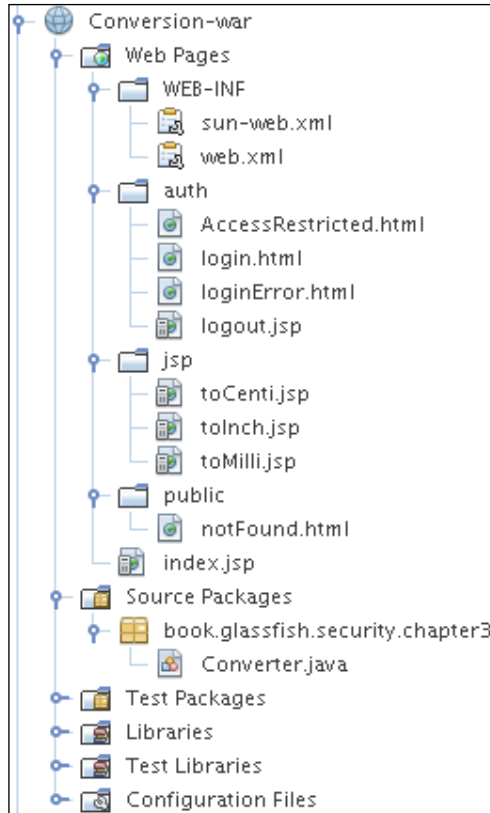 Conversion-war
Web Pages
WEB-INF
sun-web.xml
web.xml
auth
AccessRestricted.html
login.html
loginError.html
logout.jsp
jsp
toCenti.jsp
toInch.jsp
toMilli.jsp
public
notFound.html
index.jsp
Source Packages
book.glassfish.security.chapter3
Converter.java
Test Packages
Libraries
Test Libraries
Configuration Files